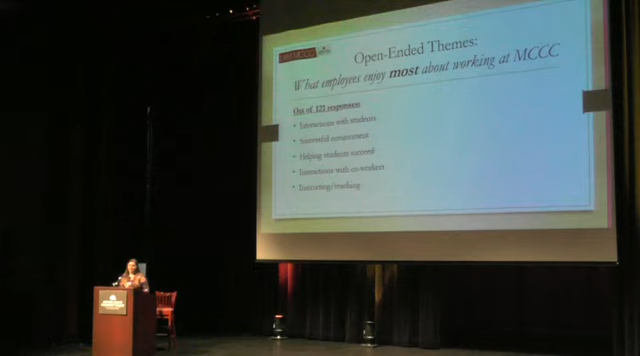 Open-Ended Themes:
What employees enjoy most about working at MCCC
Out of 121 responses:
• Interactions with students
• Successful environment
• Helping students succeed
• Interactions with co-workers
• Instructing/teaching